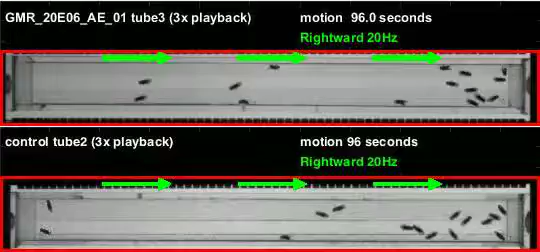 GMR_20E06_AE_01 tube3 (3x playback) motion  96.0 seconds
Rightward 20Hz
control tube2 (3x playback) motion 96 seconds
Rightward 20Hz